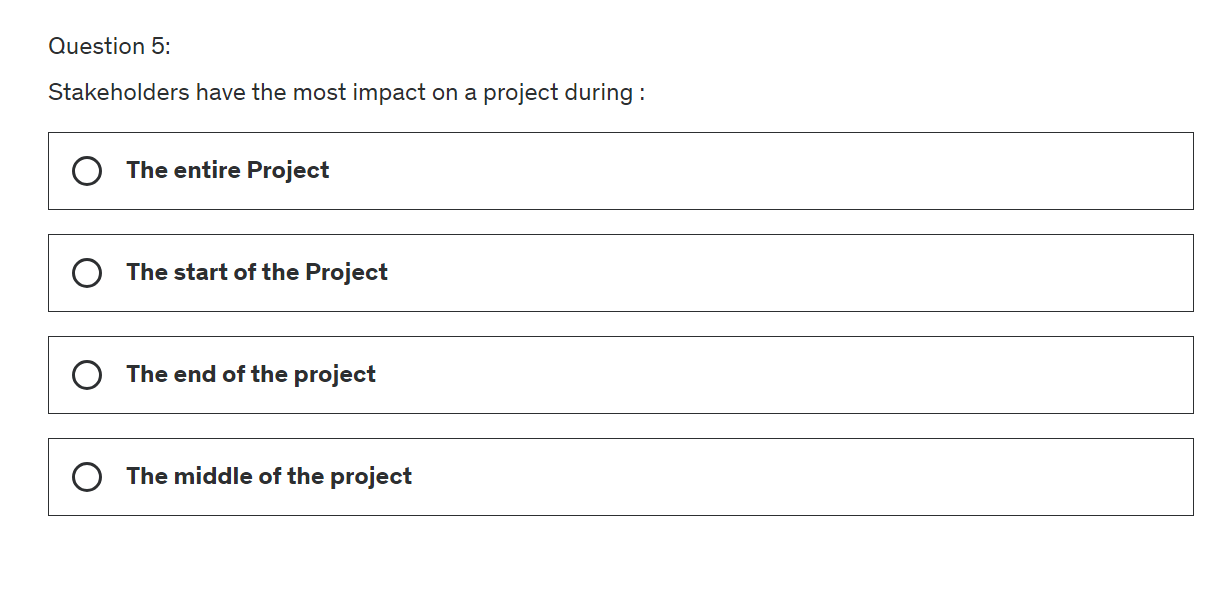 Question 5:
Stakeholders have the most impact on a project during :
The entire Project
The start of the Project
The end of the project
The middle of the project